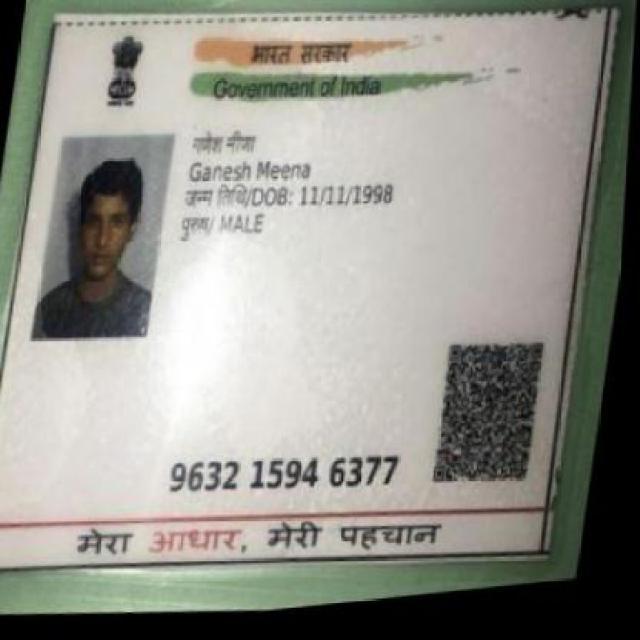 भारत सरकार
Government of India
गणेश मीणा
Ganesh Meena
जन्म तिथि/DOB: 11/11/1998
पुरुष/ MALE
9632 1594 6377
मेरा आधार, मेरी पहचान